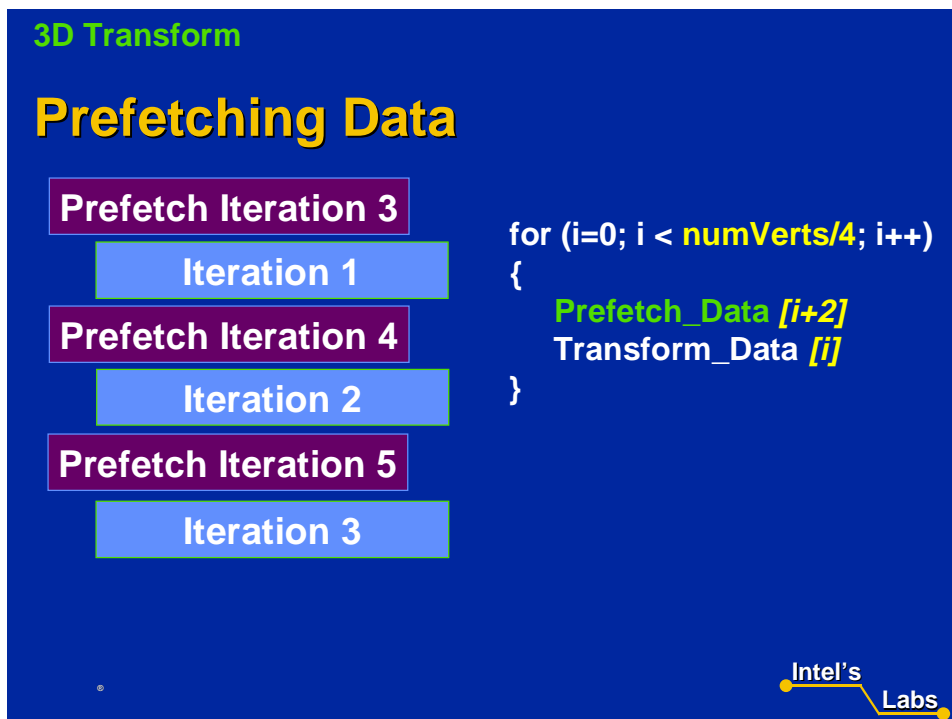 3D Transform
Prefetching Data
Prefetch Iteration 3
Iteration 1
Prefetch Iteration 4
Iteration 2
Prefetch Iteration 5
Iteration 3
for (i=0; i < numVerts/4; i++)
{
Prefetch_Data [i+2]
Transform_Data [i]
}
®
Intel's
Labs